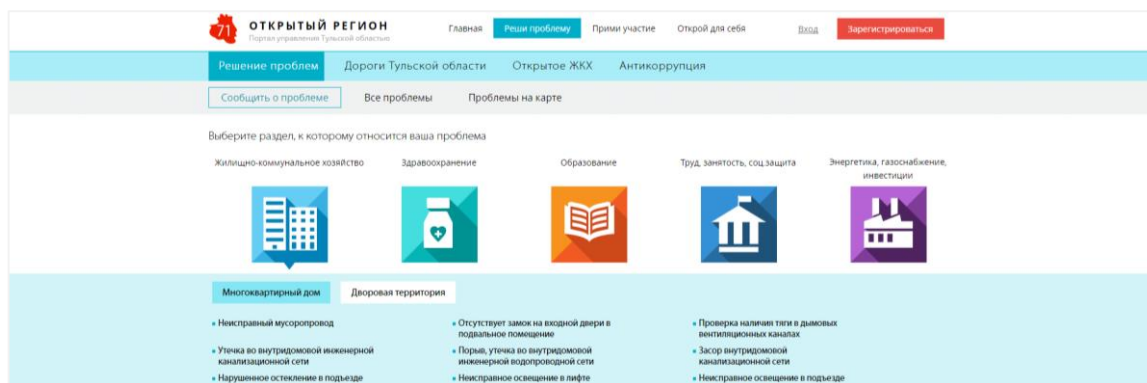 71
ОТКРЫТЫЙ РЕГИОН
Портал управления Тульской областью
Главная
Реши проблему
Прими участие
Открой для себя
Вход
Зарегистрироваться
Решение проблем
Дороги Тульской области
Открытое ЖКХ
Антикоррупция
Сообщить о проблеме
Все проблемы
Проблемы на карте
Выберите раздел, к которому относится ваша проблема
Жилищно-коммунальное хозяйство
Здравоохранение
Образование
Труд, занятость, соц.защита
Энергетика, газоснабжение,
инвестиции
Многоквартирный дом
Дворовая территория
Неисправный мусоропровод
Отсутствует замок на входной двери в
подвальное помещение
Проверка наличия тяги в дымовых
вентиляционных каналах
Утечка во внутридомовой инженерной
канализационной сети
Порыв, утечка во внутридомовой
инженерной водопроводной сети
Засор внутридомовой
канализационной сети
Нарушенное остекление в подъезде
Неисправное освещение в лифте
Неисправное освещение в подъезде